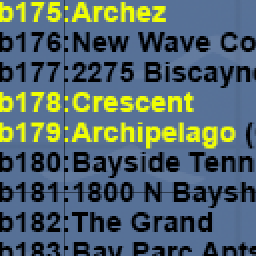 b175:Archez
b176:New Wave Co
b177:2275 Biscayne
b178:Crescent
b179:Archipelago (
b180:Bayside Tenn
b181:1800 N Baysh
b182:The Grand
b183:Bay Parc Apts